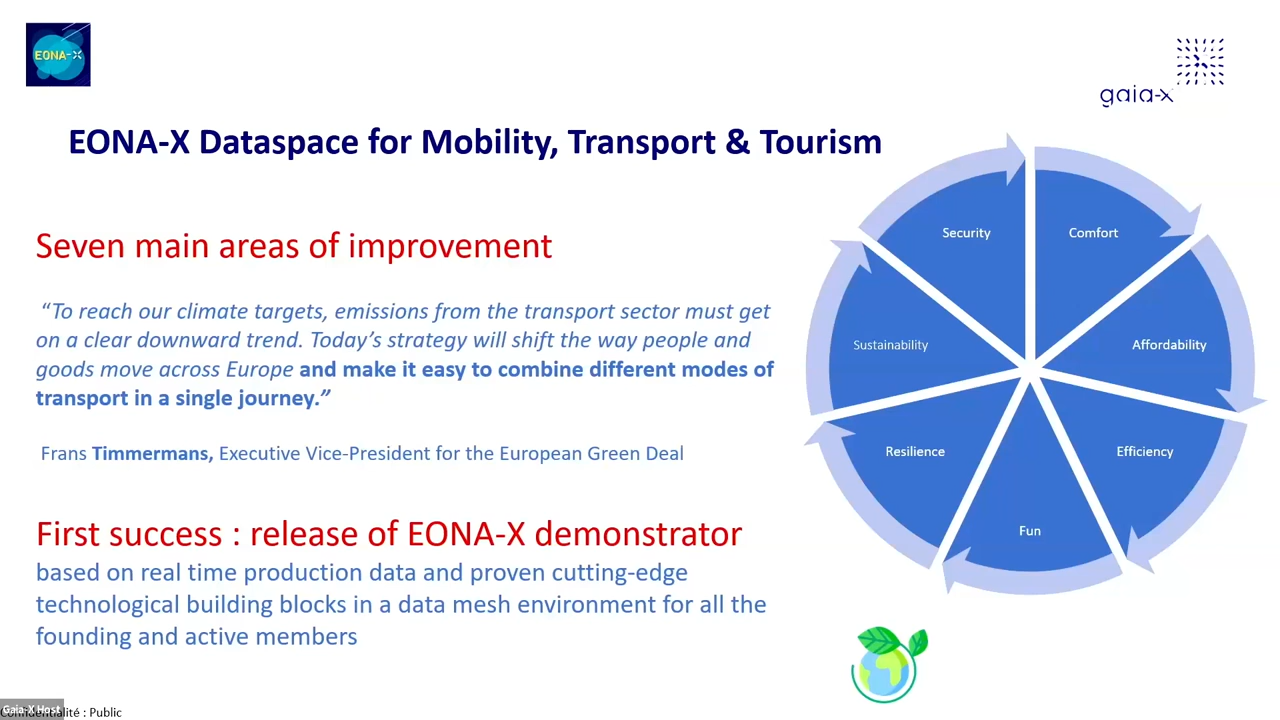 EONA-X
gaia-x
EONA-X Dataspace for Mobility, Transport & Tourism
Seven main areas of improvement
“To reach our climate targets, emissions from the transport sector must get
on a clear downward trend. Today’s strategy will shift the way people and
goods move across Europe and make it easy to combine different modes of
transport in a single journey.”
Frans Timmermans, Executive Vice-President for the European Green Deal
First success : release of EONA-X demonstrator
based on real time production data and proven cutting-edge
technological building blocks in a data mesh environment for all the
founding and active members
Security
Comfort
Sustainability
Affordability
Resilience
Efficiency
Fun
Gaia-X Host
Confidentialité : Public